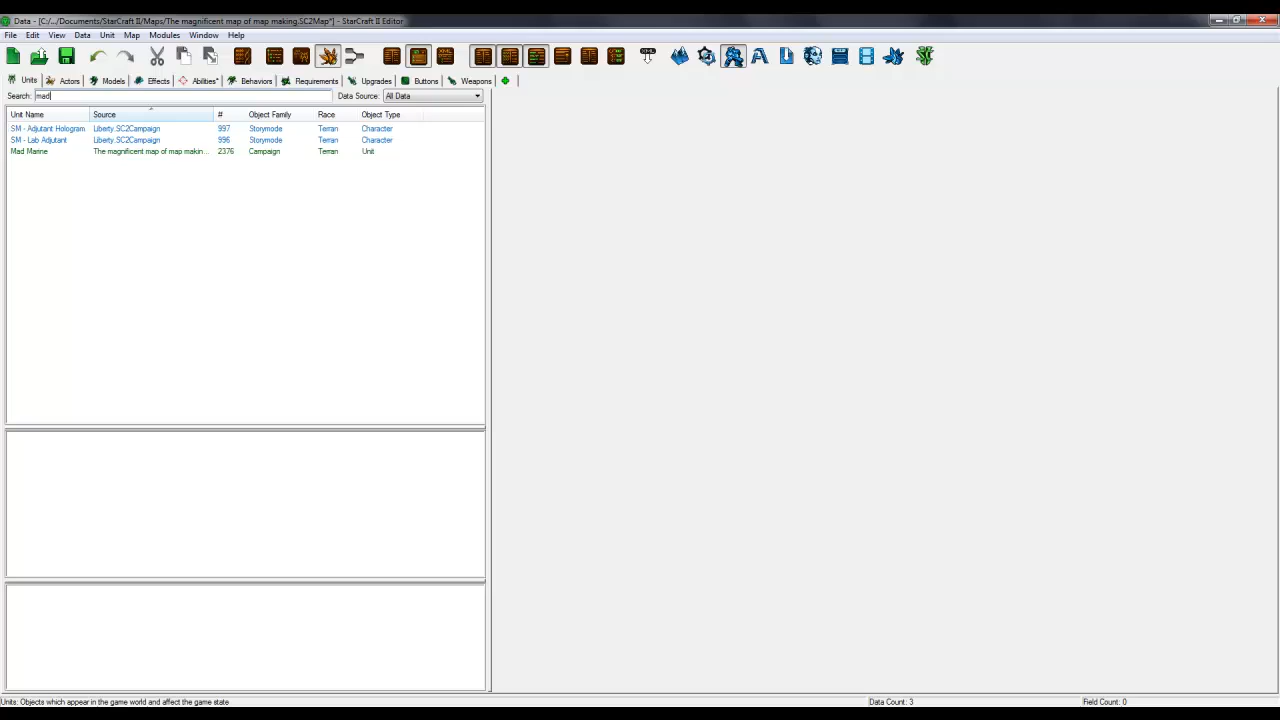 Data - [C:/.../Documents/StarCraft II/Maps/The magnificent map of map making.SC2Map*] - StarCraft II Editor
File Edit View Data Unit Map Modules Window Help
Units Actors Models Effects Abilities* Behaviors Requirements Upgrades Buttons Weapons
Search: mad Data Source: All Data
Unit Name Source # Object Family Race Object Type
SM - Adjutant Hologram Liberty.SC2Campaign 997 Storymode Terran Character
SM - Lab Adjutant Liberty.SC2Campaign 996 Storymode Terran Character
Mad Marine The magnificent map of map makin... 2376 Campaign Terran Unit
Units: Objects which appear in the game world and affect the game state Data Count: 3 Field Count: 0